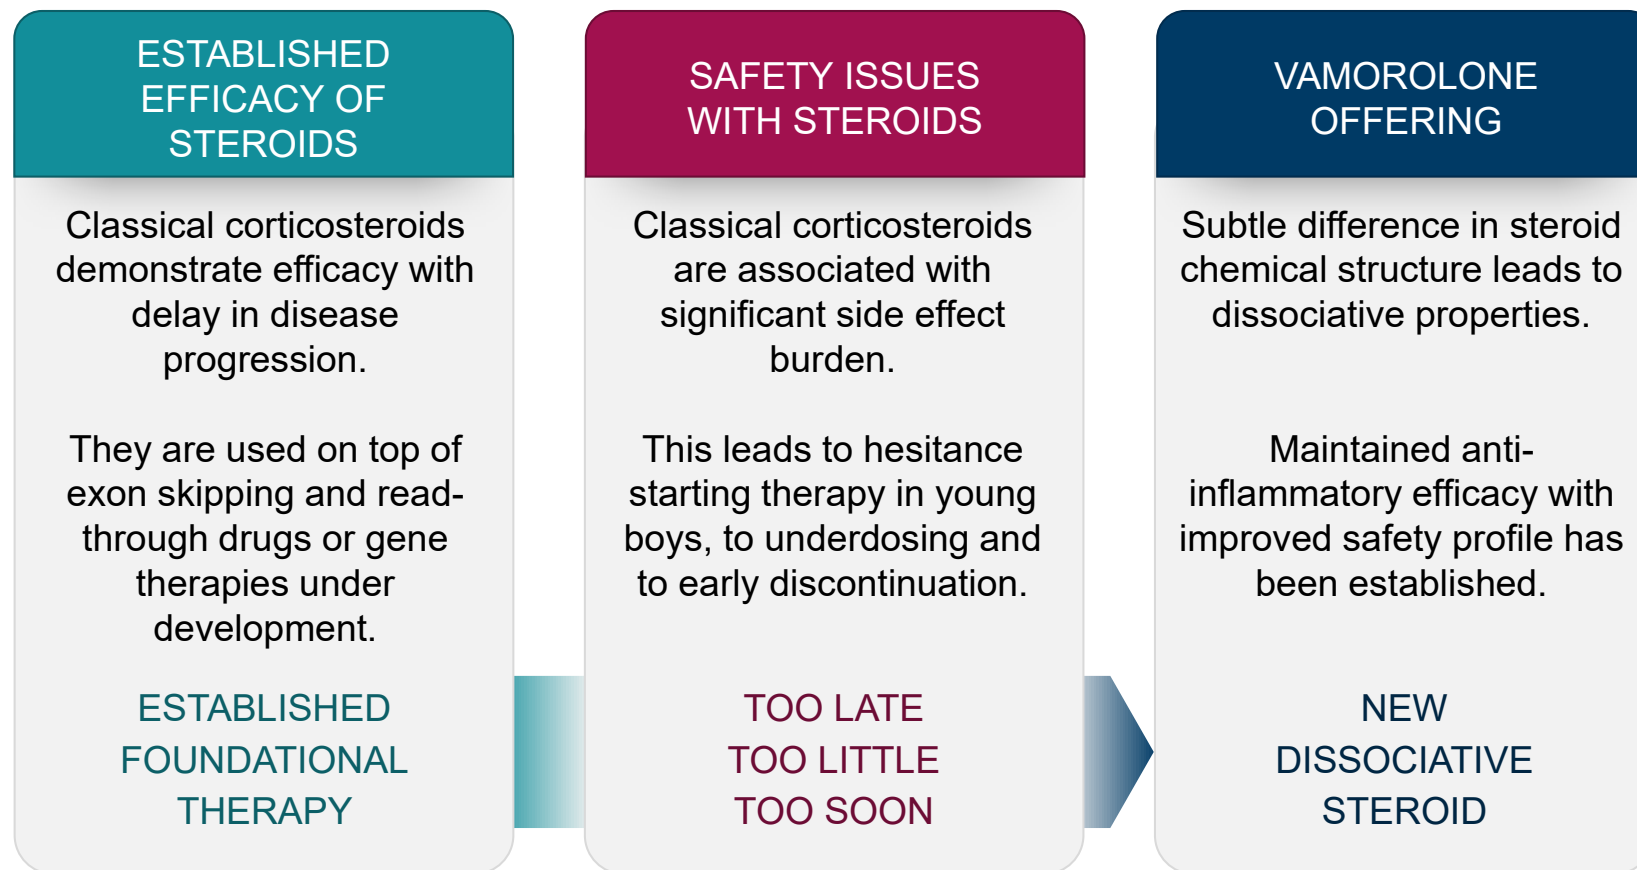 ESTABLISHED
EFFICACY OF
STEROIDS
Classical corticosteroids
demonstrate efficacy with
delay in disease
progression.
They are used on top of
exon skipping and read-
through drugs or gene
therapies under
development.
ESTABLISHED
FOUNDATIONAL
THERAPY
SAFETY ISSUES
WITH STEROIDS
Classical corticosteroids
are associated with
significant side effect
burden.
This leads to hesitance
starting therapy in young
boys, to underdosing and
to early discontinuation.
TOO LATE
TOO LITTLE
TOO SOON
VAMOROLONE
OFFERING
Subtle difference in steroid
chemical structure leads to
dissociative properties.
Maintained anti-
inflammatory efficacy with
improved safety profile has
been established.
NEW
DISSOCIATIVE
STEROID